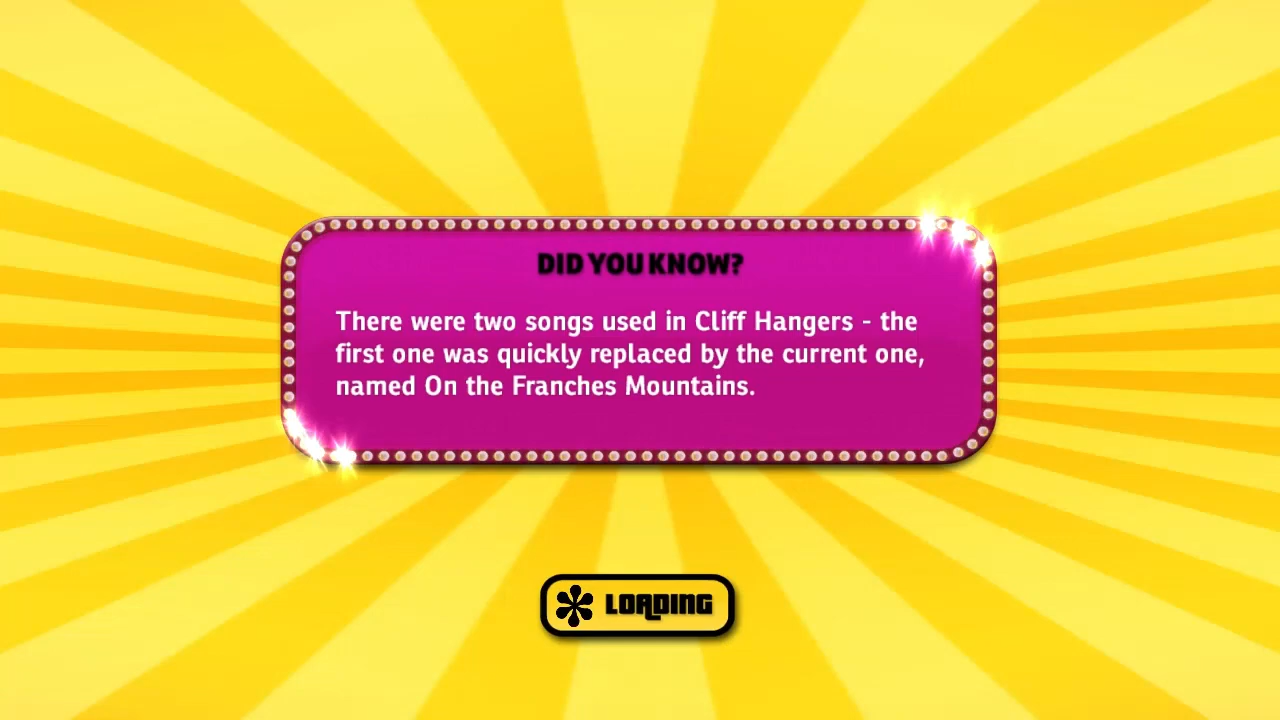 DID YOU KNOW?
There were two songs used in Cliff Hangers - the
first one was quickly replaced by the current one,
named On the Franches Mountains.
LOADING